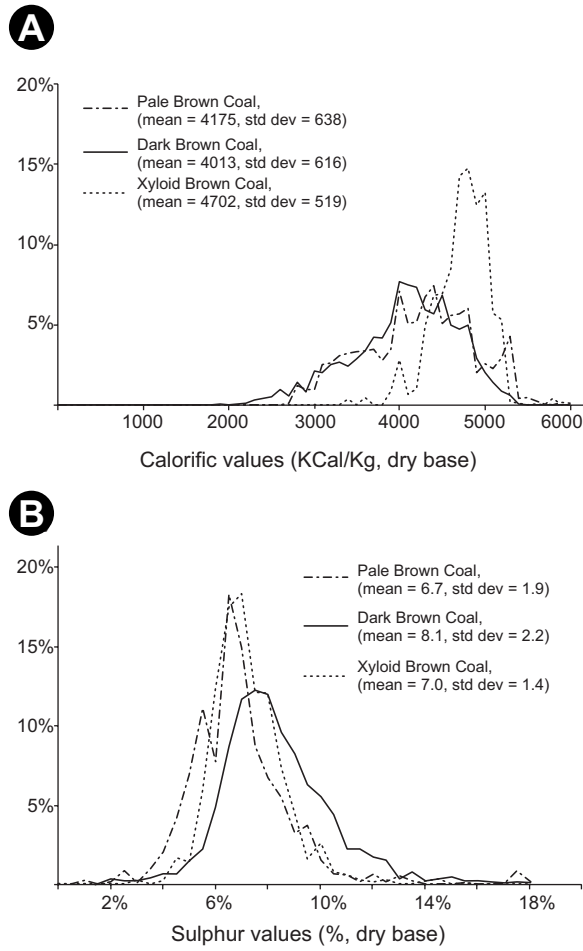 A
20%
15%
10%
5%
Pale Brown Coal,
(mean = 4175, std dev = 638)
Dark Brown Coal,
(mean = 4013, std dev = 616)
Xyloid Brown Coal,
(mean = 4702, std dev = 519)
1000 2000 3000 4000 5000 6000
Calorific values (KCal/Kg, dry base)
B
20%
15%
10%
5%
Pale Brown Coal,
(mean = 6.7, std dev = 1.9)
Dark Brown Coal,
(mean = 8.1, std dev = 2.2)
Xyloid Brown Coal,
(mean = 7.0, std dev = 1.4)
2% 6% 10% 14% 18%
Sulphur values (%, dry base)